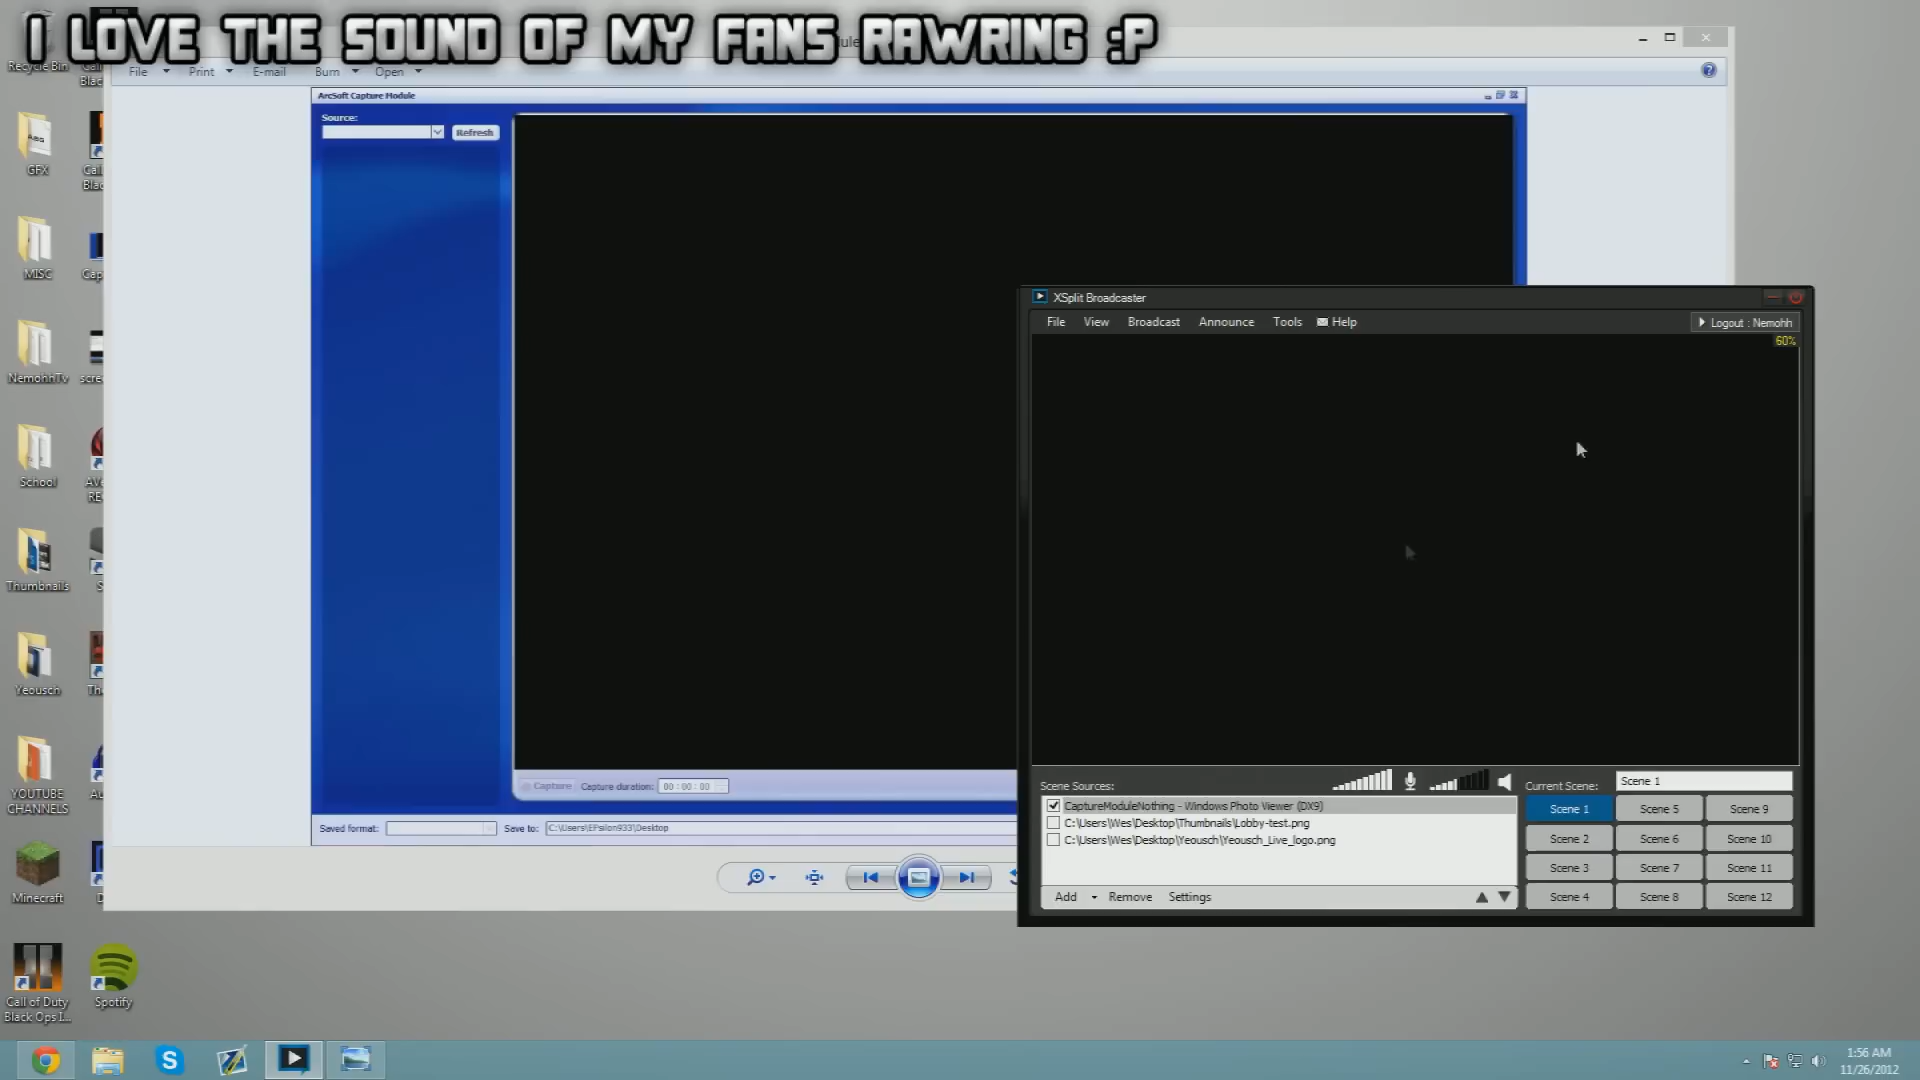 I LOVE THE SOUND OF MY FANS RAWRING :P
Recycle Bin
Black
File
Print
E-mail
Burn
Open
ArcSoft Capture Module
Source:
Refresh
GFX
MISC
NemohhTv
School
Thumbnails
Yeousch
YOUTUBE CHANNELS
Minecraft
Call of Duty Black Ops I...
Spotify
Capture
Capture duration:
00 : 00 : 00
Saved format:
Save to:
C:\Users\EPsilon933\Desktop
XSplit Broadcaster
File
View
Broadcast
Announce
Tools
Help
Logout : Nemohh
60%
Scene Sources:
CaptureModuleNothing - Windows Photo Viewer (DX9)
C:\Users\Wes\Desktop\Thumbnails\Lobby-test.png
C:\Users\Wes\Desktop\Yeousch\Yeousch_Live_logo.png
Add
Remove
Settings
Current Scene:
Scene 1
Scene 1
Scene 5
Scene 9
Scene 2
Scene 6
Scene 10
Scene 3
Scene 7
Scene 11
Scene 4
Scene 8
Scene 12
1:56 AM
11/26/2012